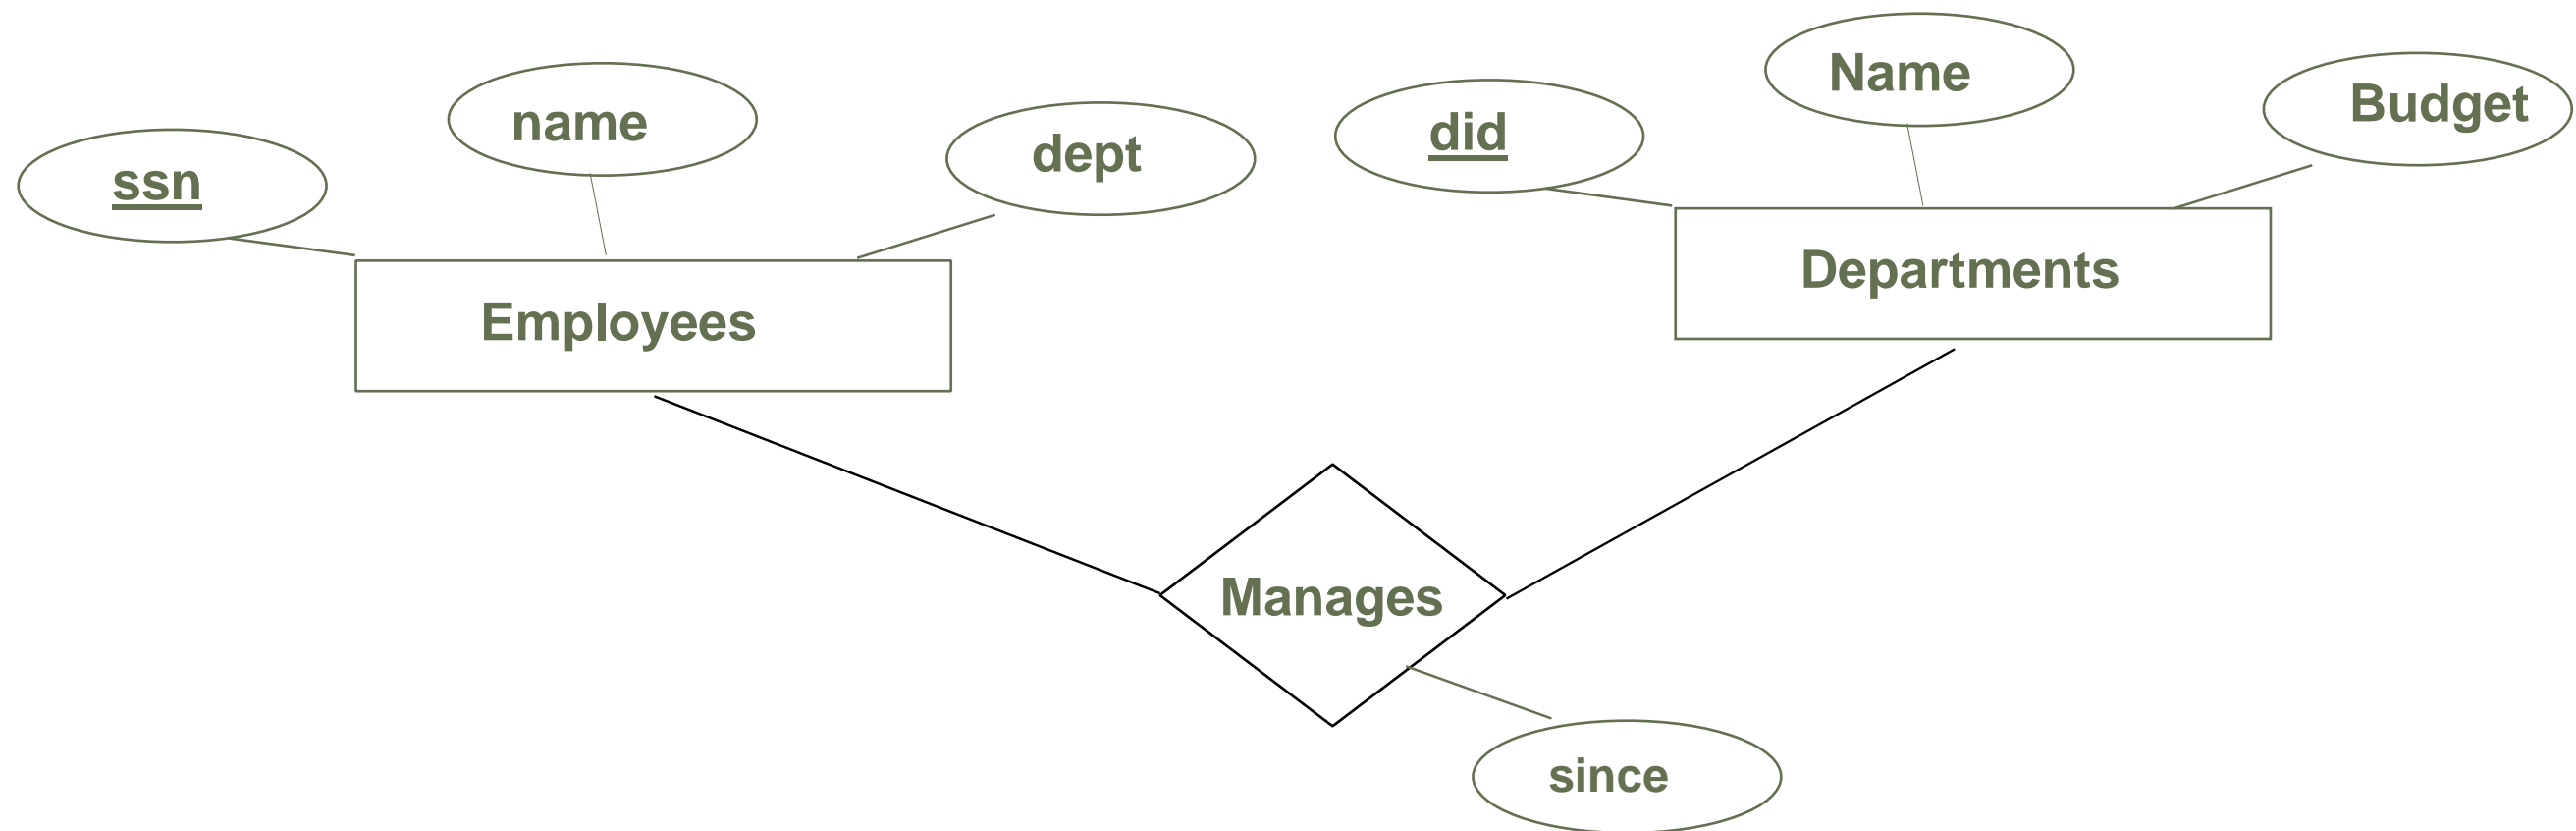 ssn
name
dept
did
Name
Budget
Employees
Departments
Manages
since